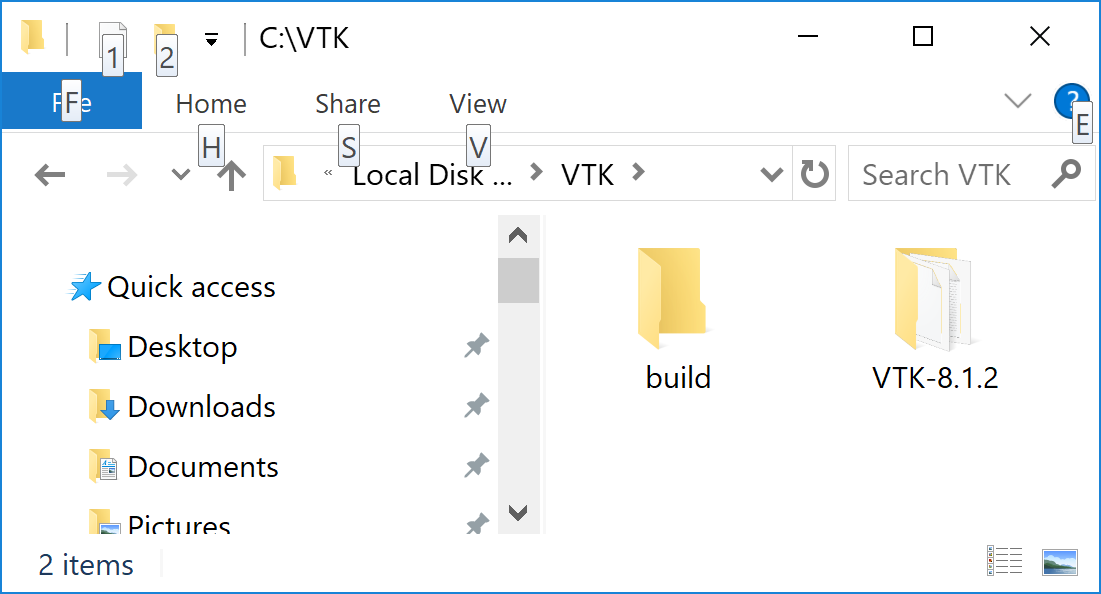 C:\VTK
1
2
File
F
Home
Share
View
H
S
V
E
?
« Local Disk ... > VTK >
Search VTK
Quick access
Desktop
Downloads
Documents
Pictures
build
VTK-8.1.2
2 items